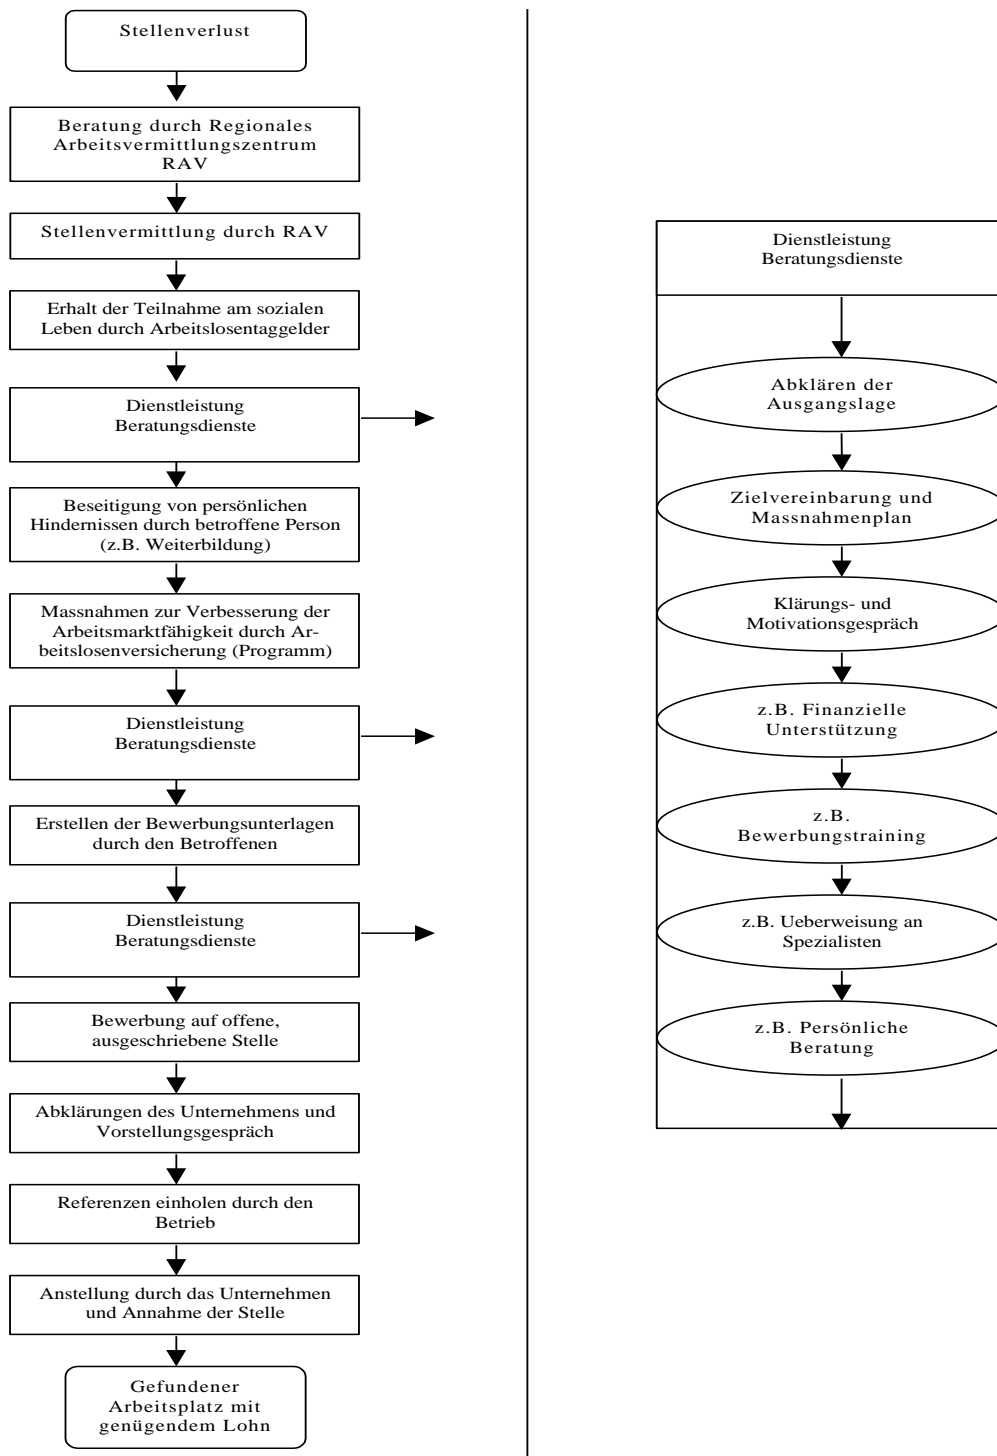 Stellenverlust
Beratung durch Regionales
Arbeitsvermittlungszentrum
RAV
Stellenvermittlung durch RAV
Erhalt der Teilnahme am sozialen
Leben durch Arbeitslosentaggelder
Dienstleistung
Beratungsdienste
Beseitigung von persönlichen
Hindernissen durch betroffene Person
(z.B. Weiterbildung)
Massnahmen zur Verbesserung der
Arbeitsmarktfähigkeit durch Ar-
beitslosenversicherung (Programm)
Dienstleistung
Beratungsdienste
Erstellen der Bewerbungsunterlagen
durch den Betroffenen
Dienstleistung
Beratungsdienste
Bewerbung auf offene,
ausgeschriebene Stelle
Abklärungen des Unternehmens und
Vorstellungsgespräch
Referenzen einholen durch den
Betrieb
Anstellung durch das Unternehmen
und Annahme der Stelle
Gefundener
Arbeitsplatz mit
genügendem Lohn
Dienstleistung
Beratungsdienste
Abklären der
Ausgangslage
Zielvereinbarung und
Massnahmenplan
Klärungs- und
Motivationsgespräch
z.B. Finanzielle
Unterstützung
z.B.
Bewerbungstraining
z.B. Ueberweisung an
Spezialisten
z.B. Persönliche
Beratung